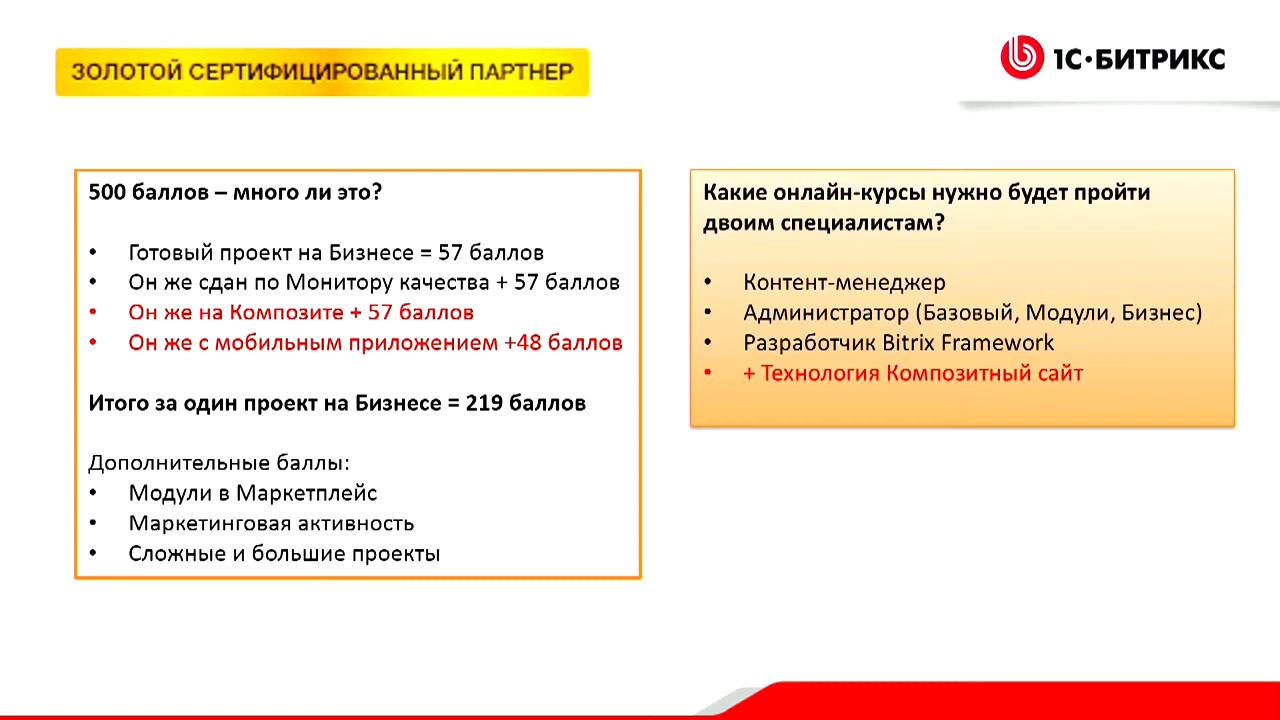 ЗОЛОТОЙ СЕРТИФИЦИРОВАННЫЙ ПАРТНЕР
1С·БИТРИКС
500 баллов – много ли это?
• Готовый проект на Бизнесе = 57 баллов
• Он же сдан по Монитору качества + 57 баллов
• Он же на Композите + 57 баллов
• Он же с мобильным приложением +48 баллов
Итого за один проект на Бизнесе = 219 баллов
Дополнительные баллы:
• Модули в Маркетплейс
• Маркетинговая активность
• Сложные и большие проекты
Какие онлайн-курсы нужно будет пройти
двоим специалистам?
• Контент-менеджер
• Администратор (Базовый, Модули, Бизнес)
• Разработчик Bitrix Framework
• + Технология Композитный сайт